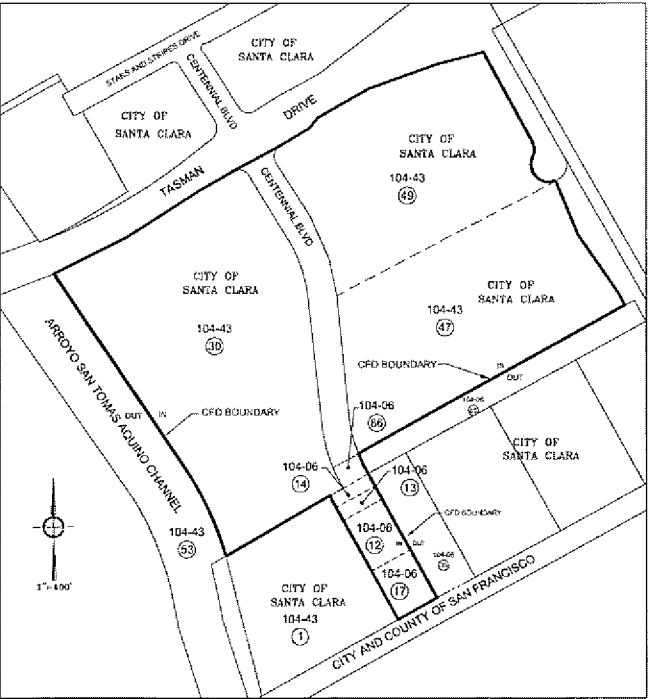 STARS AND STRIPES DRIVE
CITY OF
SANTA CLARA
CENTENNIAL BLVD
CITY OF
SANTA CLARA
DRIVE
TASMAN
CITY OF
SANTA CLARA
104-43
49
CENTENNIAL BLVD
CITY OF
SANTA CLARA
104-43
30
CITY OF
SANTA CLARA
104-43
47
ARROYO SAN TOMAS AQUINO CHANNEL
CFD BOUNDARY
IN
OUT
OUT IN
CFD BOUNDARY
104-06
66
104-06
CITY OF
SANTA CLARA
104-06
14
104-06
13
104-43
53
104-06
12
CFD BOUNDARY
IN OUT
104-06
104-06
17
1"=400'
CITY OF
SANTA CLARA
104-43
1
CITY AND COUNTY OF SAN FRANCISCO